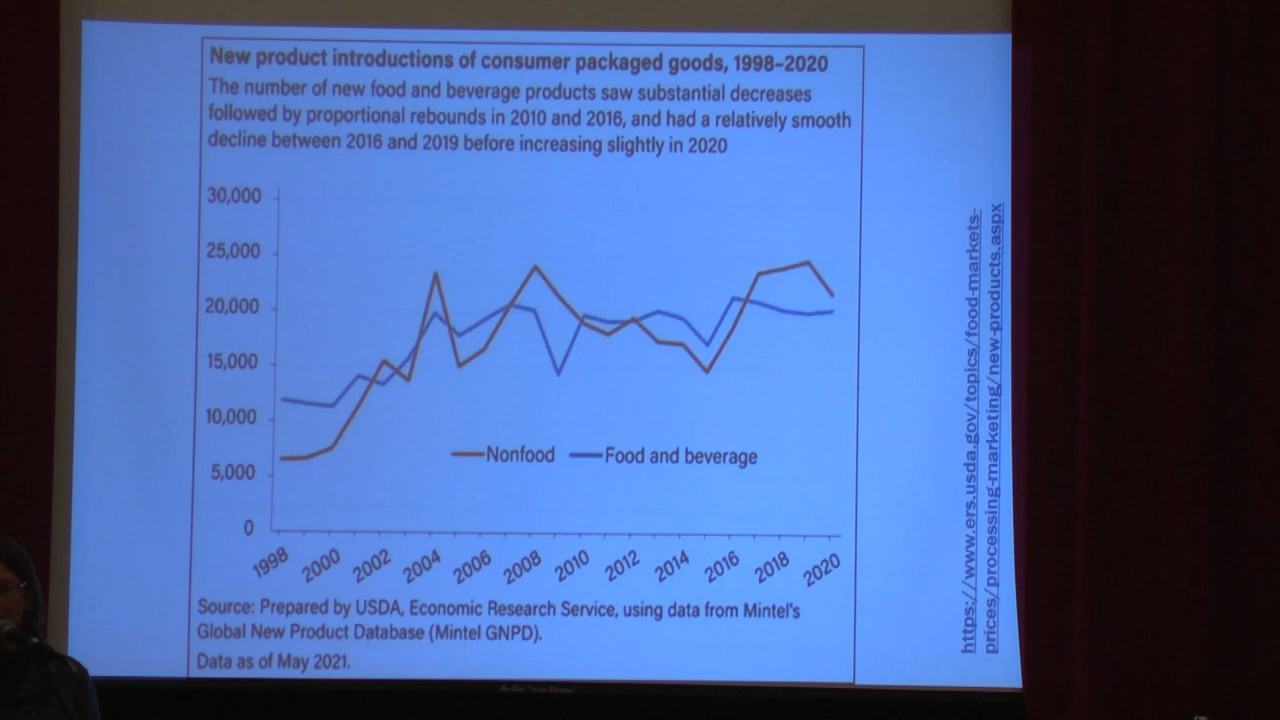 New product introductions of consumer packaged goods, 1998–2020
The number of new food and beverage products saw substantial decreases
followed by proportional rebounds in 2010 and 2016, and had a relatively smooth
decline between 2016 and 2019 before increasing slightly in 2020
30,000
25,000
20,000
15,000
10,000
5,000
0
Nonfood
Food and beverage
1998
2000
2002
2004
2006
2008
2010
2012
2014
2016
2018
2020
Source: Prepared by USDA, Economic Research Service, using data from Mintel's
Global New Product Database (Mintel GNPD).
Data as of May 2021.
https://www.ers.usda.gov/topics/food-markets-
prices/processing-marketing/new-products.aspx